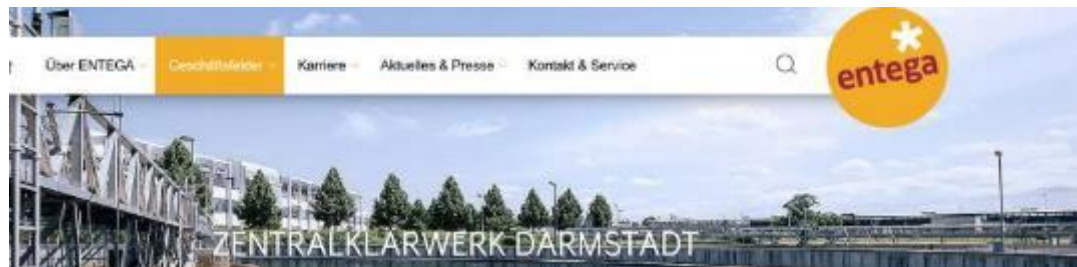 Über ENTEGA Geschäftsfelder Karriere Aktuelles & Presse Kontakt & Service
entega
ZENTRALKLÄRWERK DARMSTADT